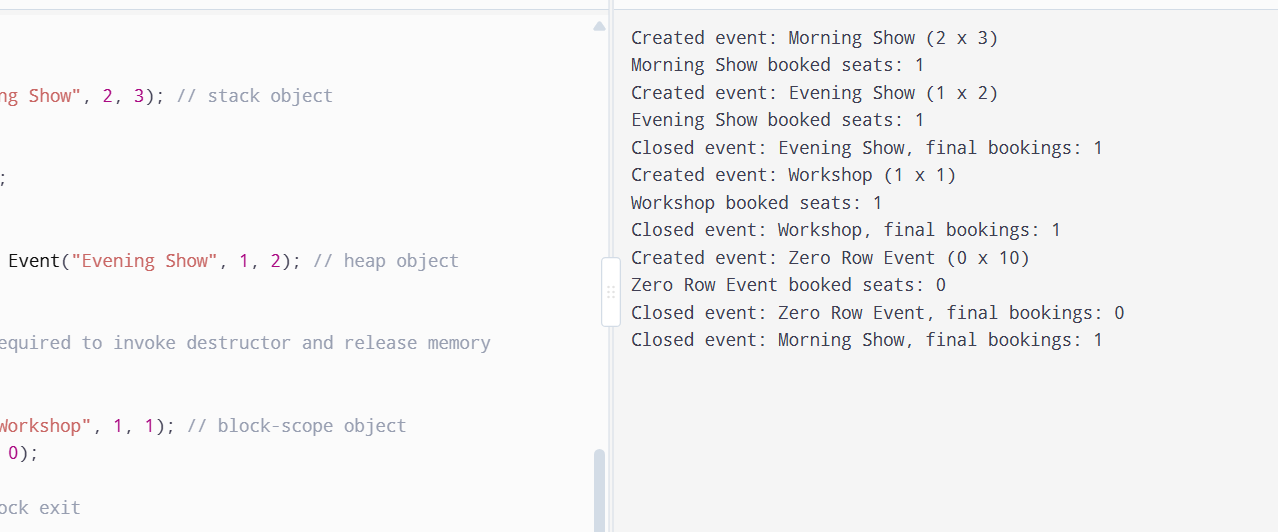 ng Show", 2, 3); // stack object
;
Event("Evening Show", 1, 2); // heap object
equired to invoke destructor and release memory
Workshop", 1, 1); // block-scope object
0);
ock exit
Created event: Morning Show (2 x 3)
Morning Show booked seats: 1
Created event: Evening Show (1 x 2)
Evening Show booked seats: 1
Closed event: Evening Show, final bookings: 1
Created event: Workshop (1 x 1)
Workshop booked seats: 1
Closed event: Workshop, final bookings: 1
Created event: Zero Row Event (0 x 10)
Zero Row Event booked seats: 0
Closed event: Zero Row Event, final bookings: 0
Closed event: Morning Show, final bookings: 1